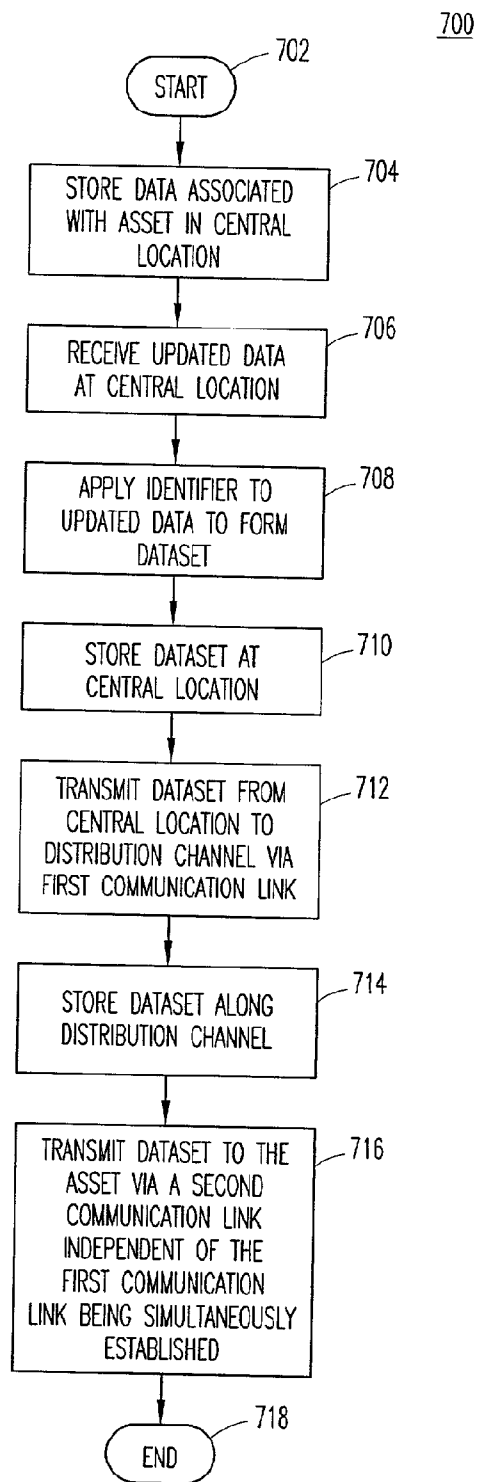 700
702
START
704
STORE DATA ASSOCIATED
WITH ASSET IN CENTRAL
LOCATION
706
RECEIVE UPDATED DATA
AT CENTRAL LOCATION
708
APPLY IDENTIFIER TO
UPDATED DATA TO FORM
DATASET
710
STORE DATASET AT
CENTRAL LOCATION
712
TRANSMIT DATASET FROM
CENTRAL LOCATION TO
DISTRIBUTION CHANNEL VIA
FIRST COMMUNICATION LINK
714
STORE DATASET ALONG
DISTRIBUTION CHANNEL
716
TRANSMIT DATASET TO THE
ASSET VIA A SECOND
COMMUNICATION LINK
INDEPENDENT OF THE
FIRST COMMUNICATION
LINK BEING SIMULTANEOUSLY
ESTABLISHED
718
END